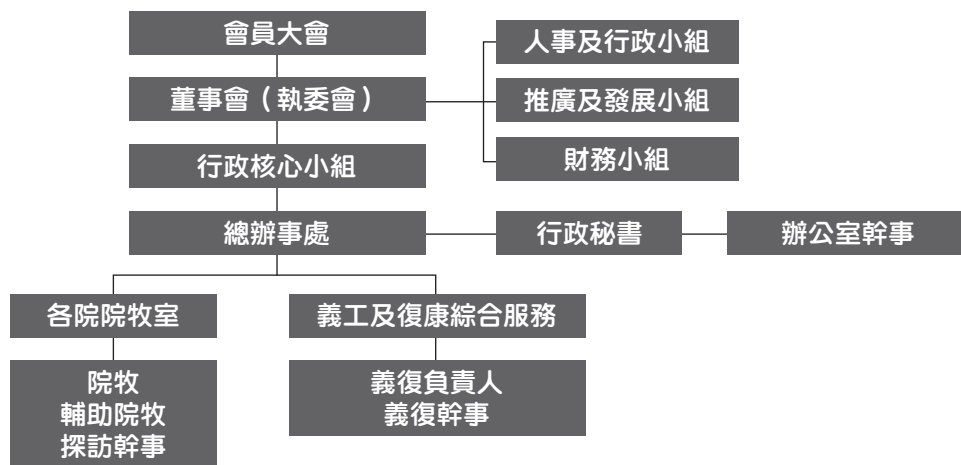 會員大會
人事及行政小組
董事會（執委會）
推廣及發展小組
財務小組
行政核心小組
總辦事處
行政秘書
辦公室幹事
各院院牧室
義工及復康綜合服務
院牧
輔助院牧
探訪幹事
義復負責人
義復幹事